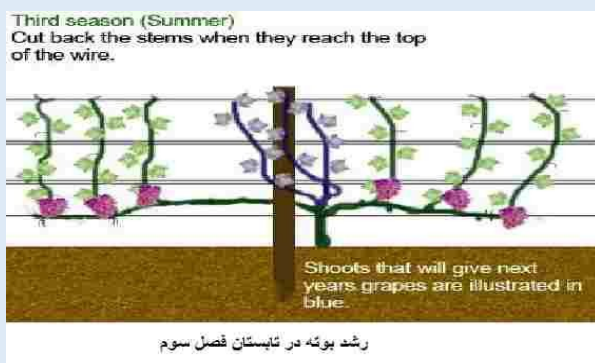 Third season (Summer)
Cut back the stems when they reach the top
of the wire.
Shoots that will give next
years grapes are illustrated in
blue.
رشد بوته در تابستان فصل سوم